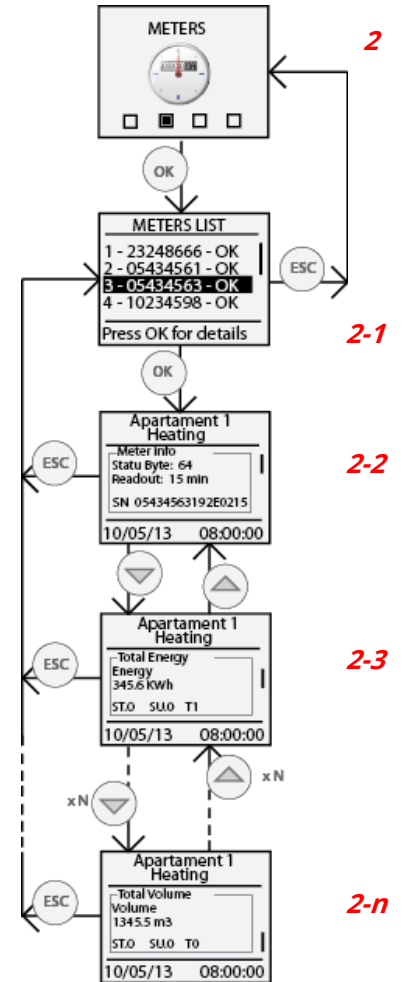 METERS
2
OK
METERS LIST
1 - 23248666 - OK
2 - 05434561 - OK
3 - 05434563 - OK
4 - 10234598 - OK
Press OK for details
ESC
2-1
OK
Apartament 1
Heating
Meter info
Statu Byte: 64
Readout: 15 min
SN 05434563192E0215
10/05/13 08:00:00
ESC
2-2
Apartament 1
Heating
Total Energy
Energy
345.6 KWh
ST.0 SU.0 T1
10/05/13 08:00:00
ESC
2-3
x N
x N
Apartament 1
Heating
Total Volume
Volume
1345.5 m3
ST.0 SU.0 T0
10/05/13 08:00:00
ESC
2-n